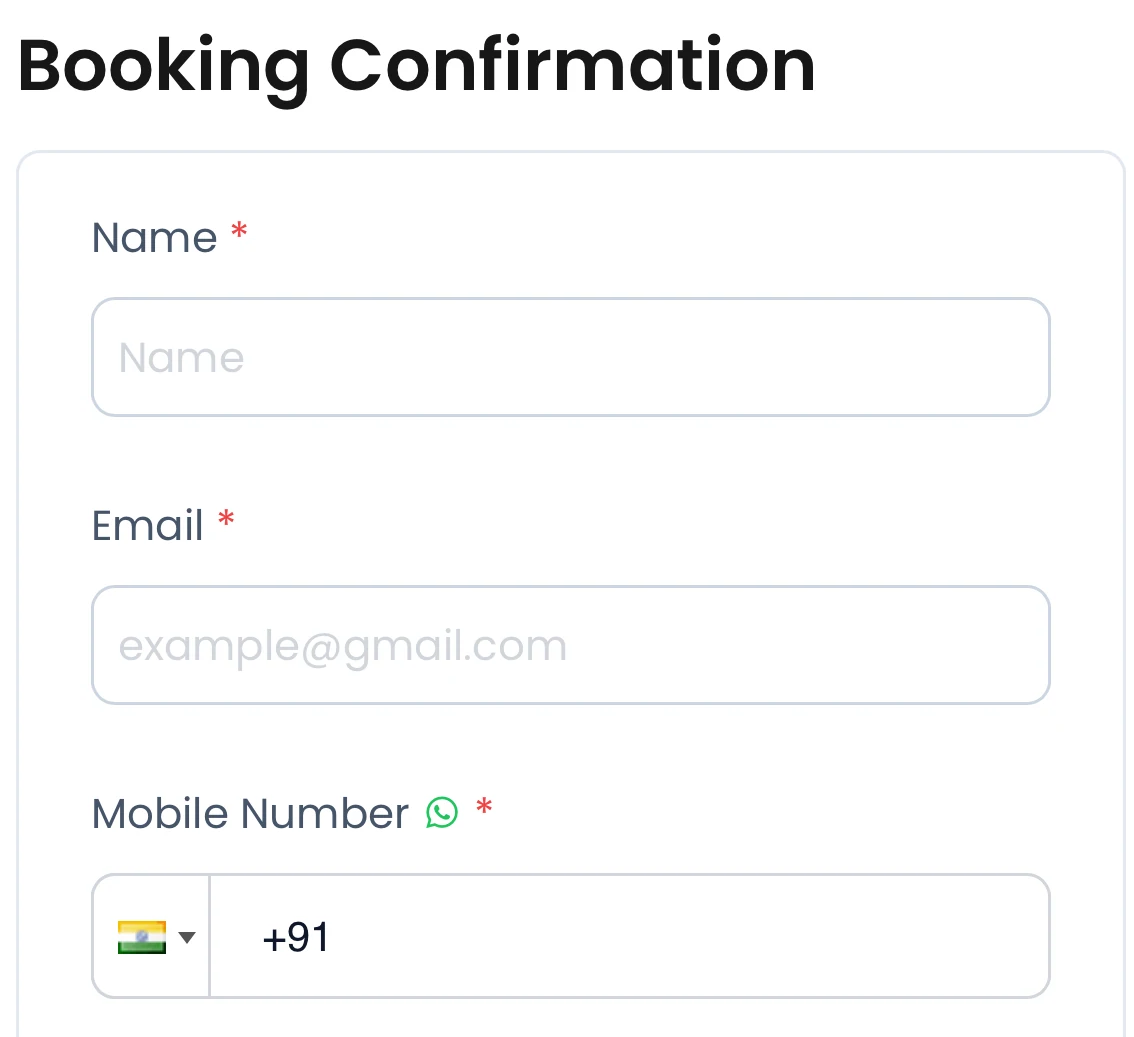 Booking Confirmation
Name *
Name
Email *
example@gmail.com
Mobile Number *
+91